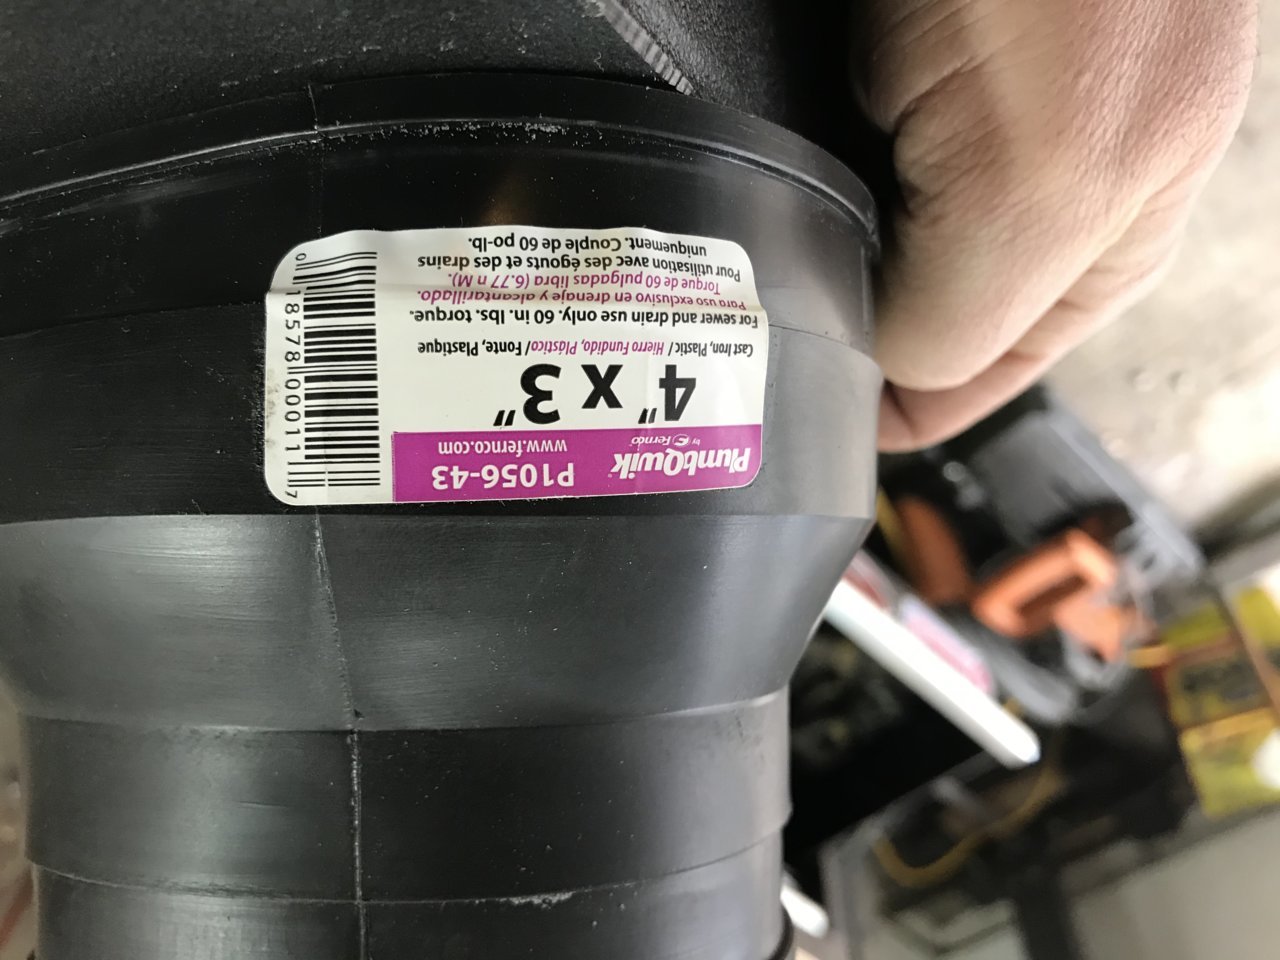 PlumbQwik®
by Fernco®
P1056-43
www.fernco.com
4" x 3"
Cast Iron, Plastic / Hierro Fundido, Plástico / Fonte, Plastique
For sewer and drain use only. 60 in. lbs. torque.
Para uso exclusivo en drenaje y alcantarillado.
Torque de 60 pulgadas libra (6.77 n M).
Pour utilisation avec des égouts et des drains
uniquement. Couple de 60 po-lb.
0 18578 00011 7